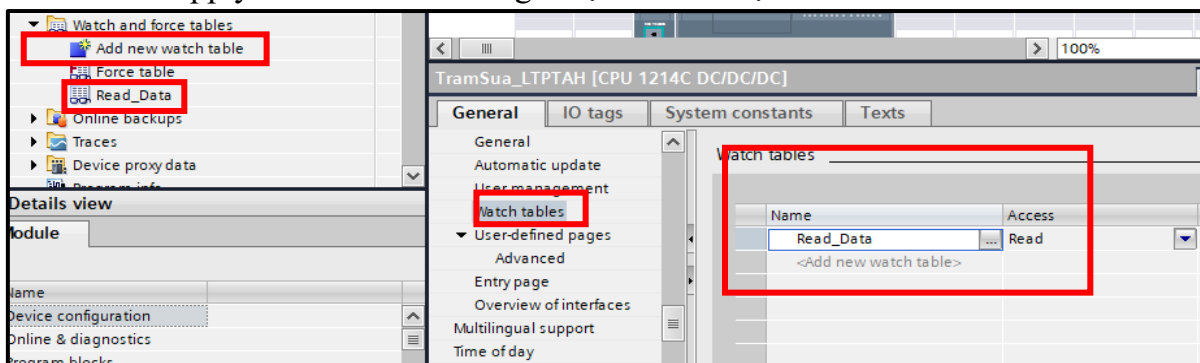 Watch and force tables
Add new watch table
Force table
Read_Data
Online backups
Traces
Device proxy data
Details view
Module
Name
Device configuration
Online & diagnostics
Program blocks
100%
TramSua_LTPTAH [CPU 1214C DC/DC/DC]
General IO tags System constants Texts
General
Automatic update
User management
Watch tables
User-defined pages
Advanced
Entry page
Overview of interfaces
Multilingual support
Time of day
Watch tables
Name Access
Read_Data ... Read
<Add new watch table>